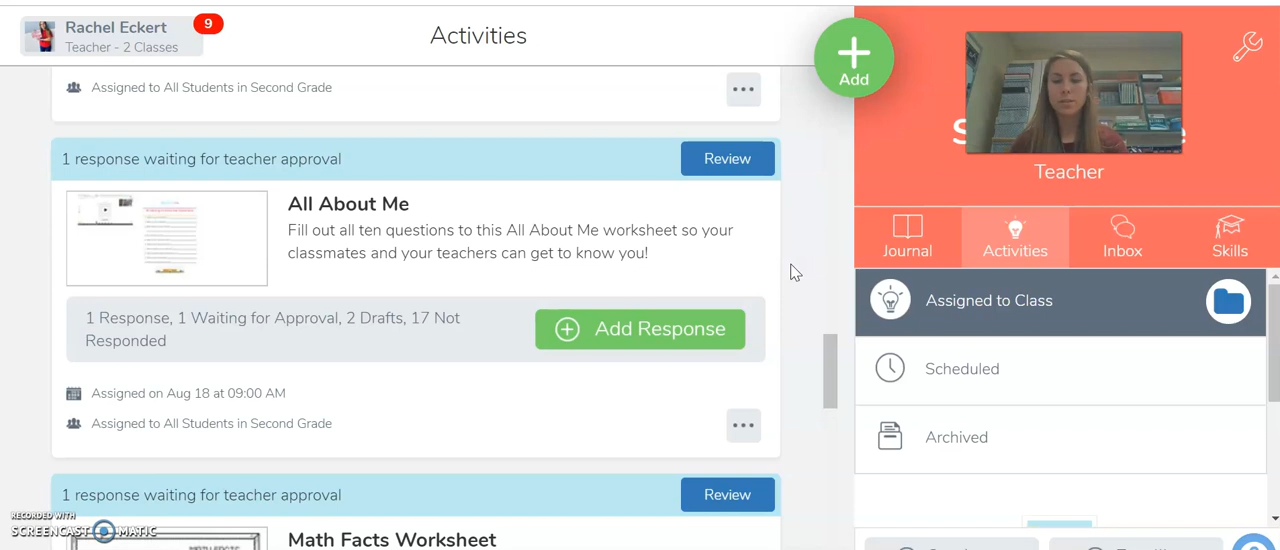 Rachel Eckert
9
Teacher - 2 Classes
Activities
Add
Assigned to All Students in Second Grade
1 response waiting for teacher approval
Review
All About Me
Fill out all ten questions to this All About Me worksheet so your
classmates and your teachers can get to know you!
1 Response, 1 Waiting for Approval, 2 Drafts, 17 Not
Responded
Add Response
Assigned on Aug 18 at 09:00 AM
Assigned to All Students in Second Grade
1 response waiting for teacher approval
Review
Math Facts Worksheet
RECORDED WITH
SCREENCAST MATIC
Teacher
Journal
Activities
Inbox
Skills
Assigned to Class
Scheduled
Archived